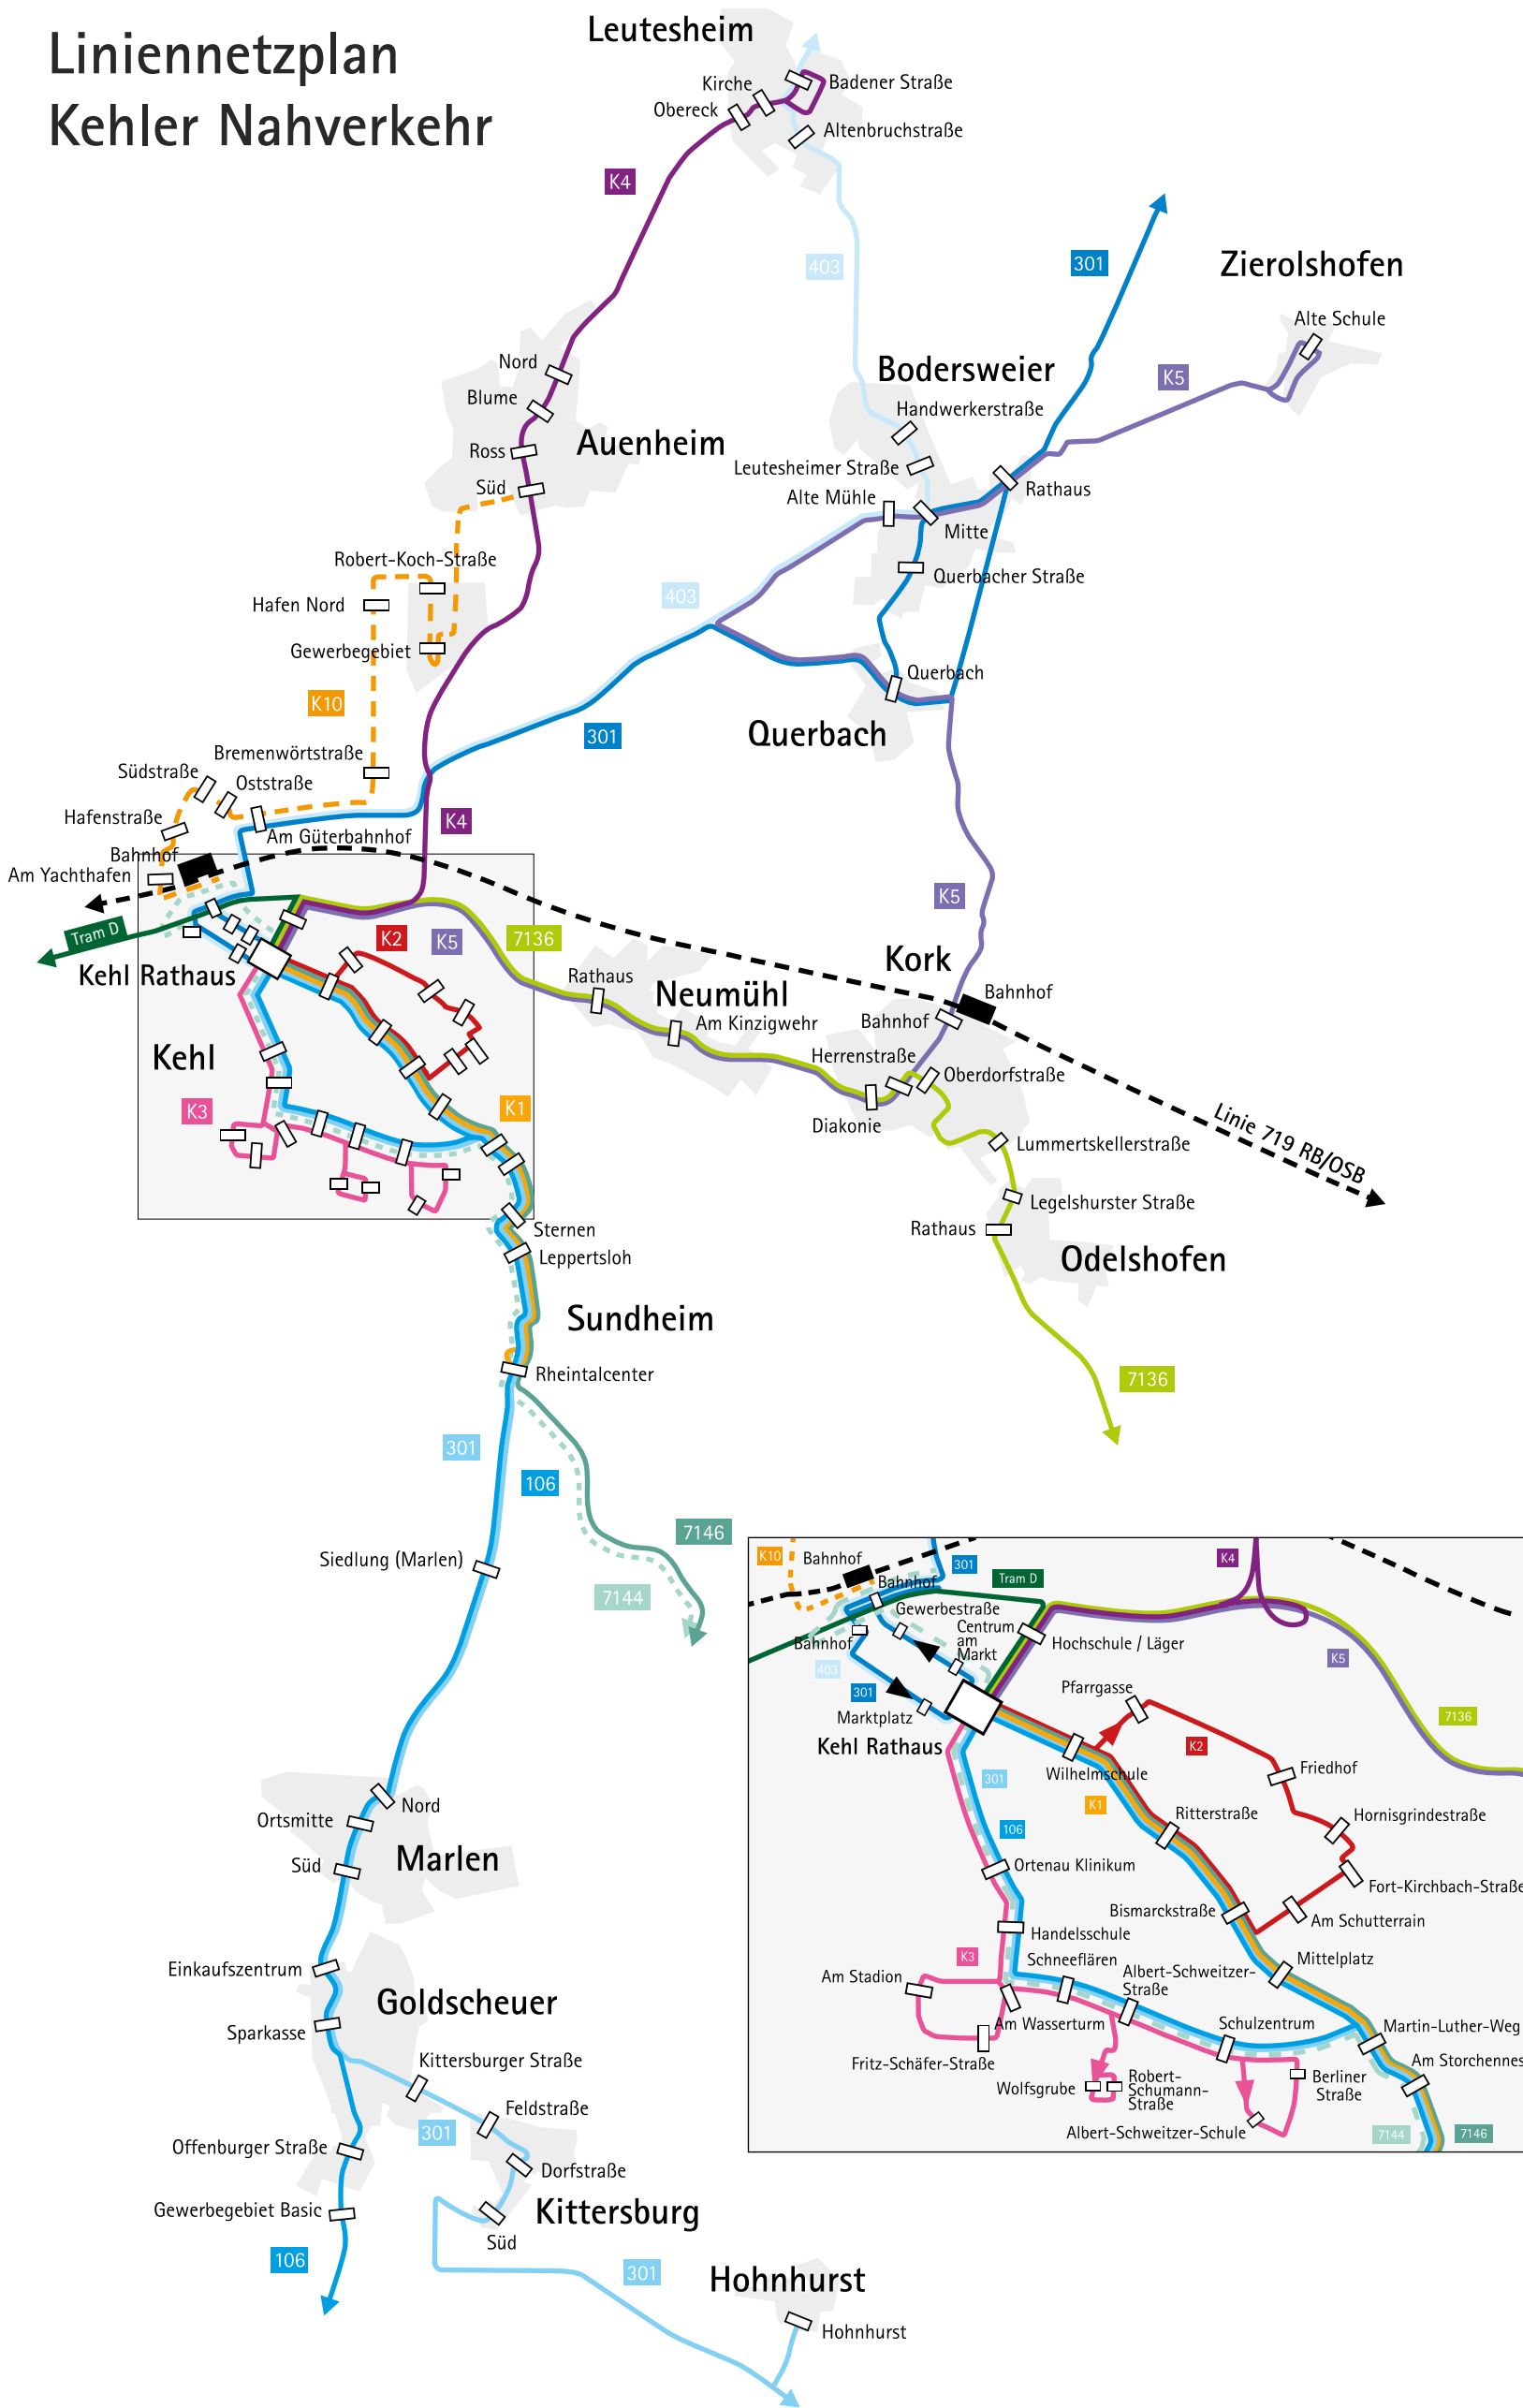 Liniennetzplan
Kehler Nahverkehr
Leutesheim
Kirche
Badener Straße
Obereck
Altenbruchstraße
K4
403
301
Zierolshofen
Alte Schule
Nord
Bodersweier
K5
Blume
Handwerkerstraße
Auenheim
Ross
Leutesheimer Straße
Süd
Alte Mühle
Rathaus
Mitte
Robert-Koch-Straße
Querbacher Straße
Hafen Nord
403
Gewerbegebiet
Querbach
K10
Querbach
301
Bremenwörtstraße
Südstraße
Oststraße
Hafenstraße
K4
Am Güterbahnhof
Bahnhof
Am Yachthafen
K5
Tram D
K2
K5
7136
Kork
Kehl Rathaus
Rathaus
Neumühl
Bahnhof
Am Kinzigwehr
Bahnhof
Kehl
Herrenstraße
Oberdorfstraße
K3
K1
Diakonie
Linie 719 RB/OSB
Lummertskellerstraße
Legelshurster Straße
Sternen
Rathaus
Leppertsloh
Odelshofen
Sundheim
Rheintalcenter
7136
301
106
7146
Siedlung (Marlen)
7144
K10
Bahnhof
301
Tram D
K4
Bahnhof
Gewerbestraße
Centrum
am
Markt
Bahnhof
Hochschule / Läger
403
K5
301
Pfarrgasse
Marktplatz
7136
Kehl Rathaus
K2
Wilhelmschule
Friedhof
301
K1
Hornisgrindestraße
Ritterstraße
106
Ortenau Klinikum
Fort-Kirchbach-Straße
Bismarckstraße
Am Schutterrain
Handelsschule
K3
Schneeflären
Mittelplatz
Am Stadion
Albert-Schweitzer-
Straße
Am Wasserturm
Schulzentrum
Martin-Luther-Weg
Fritz-Schäfer-Straße
Am Storchennes
Wolfsgrube
Robert-
Schumann-
Straße
Berliner
Straße
Albert-Schweitzer-Schule
7144
7146
Nord
Ortsmitte
Marlen
Süd
Einkaufszentrum
Goldscheuer
Sparkasse
Kittersburger Straße
Feldstraße
301
Offenburger Straße
Dorfstraße
Gewerbegebiet Basic
Kittersburg
Süd
106
301
Hohnhurst
Hohnhurst